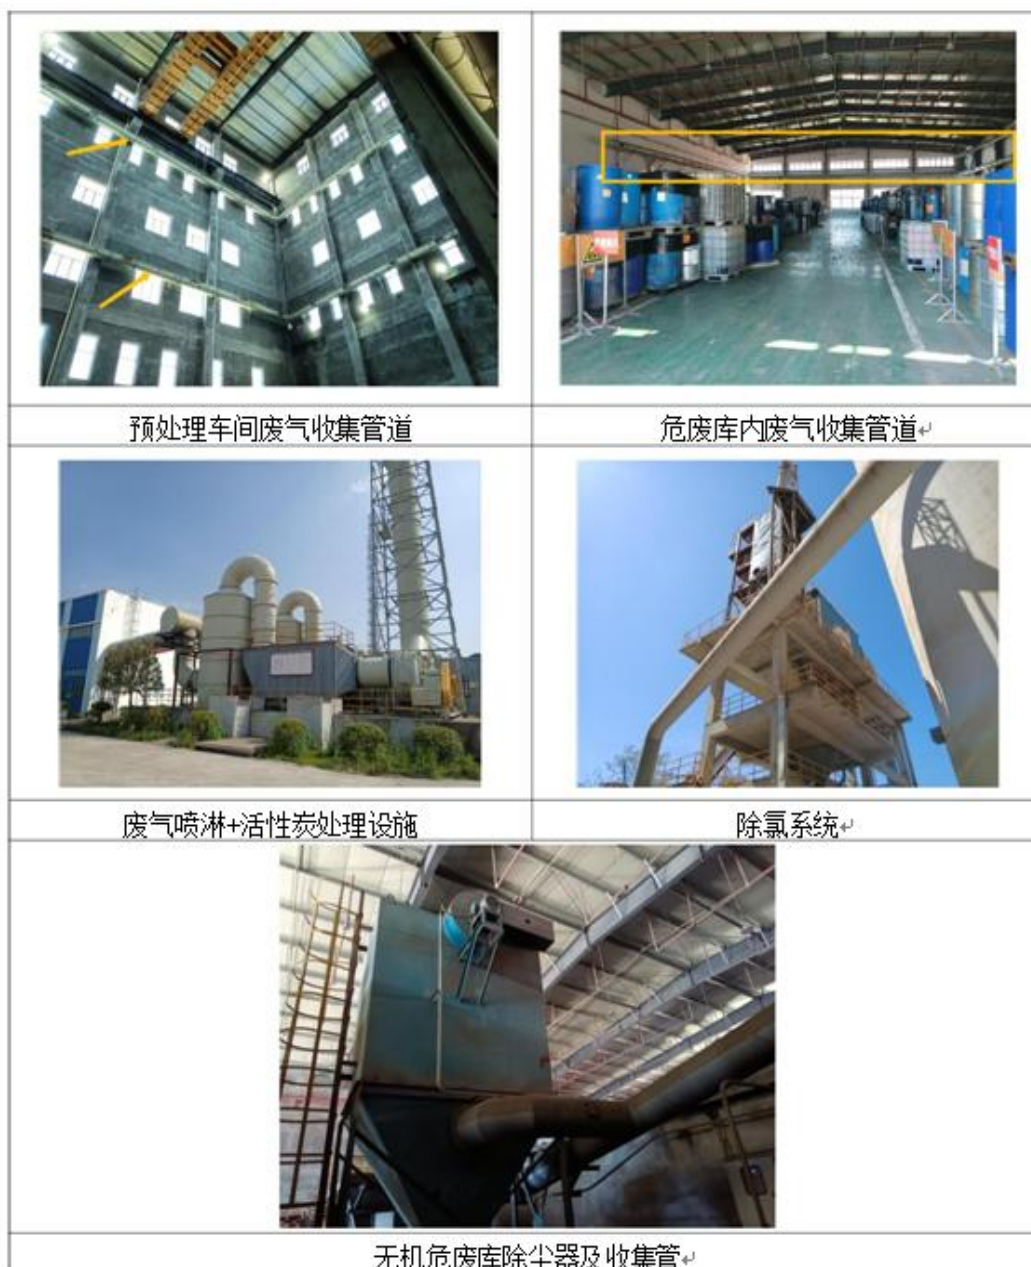 预处理车间废气收集管道
危废库内废气收集管道↵
废气喷淋+活性炭处理设施
除氯系统↵
无机危废库除尘器及收集管↵